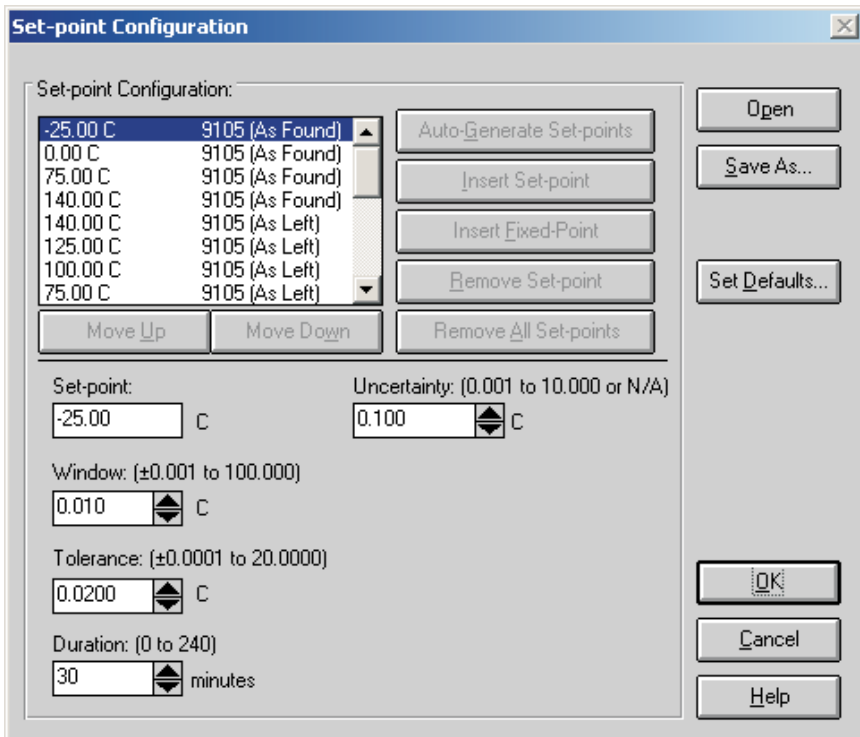 Set-point Configuration
Set-point Configuration:
-25.00 C 9105 (As Found)
0.00 C 9105 (As Found)
75.00 C 9105 (As Found)
140.00 C 9105 (As Found)
140.00 C 9105 (As Left)
125.00 C 9105 (As Left)
100.00 C 9105 (As Left)
75.00 C 9105 (As Left)
Move Up Move Down
Auto-Generate Set-points
Insert Set-point
Insert Fixed-Point
Remove Set-point
Remove All Set-points
Open
Save As...
Set Defaults...
Set-point:
-25.00 C
Uncertainty: (0.001 to 10.000 or N/A)
0.100 C
Window: (±0.001 to 100.000)
0.010 C
Tolerance: (±0.0001 to 20.0000)
0.0200 C
Duration: (0 to 240)
30 minutes
OK
Cancel
Help